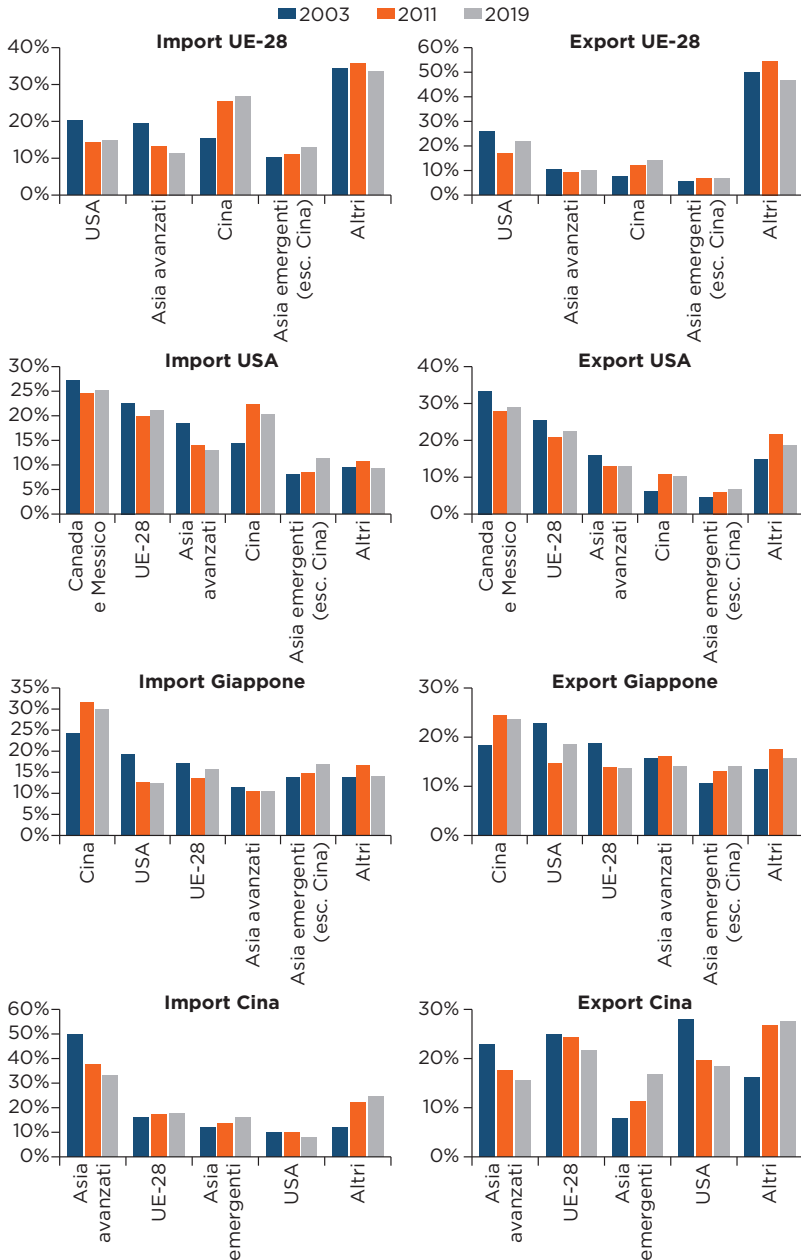 2003 2011 2019
Import UE-28
40%
30%
20%
10%
0%
USA
Asia avanzati
Cina
Asia emergenti
(esc. Cina)
Altri
Export UE-28
60%
50%
40%
30%
20%
10%
0%
USA
Asia avanzati
Cina
Asia emergenti
(esc. Cina)
Altri
Import USA
30%
25%
20%
15%
10%
5%
0%
Canada
e Messico
UE-28
Asia
avanzati
Cina
Asia emergenti
(esc. Cina)
Altri
Export USA
40%
30%
20%
10%
0%
Canada
e Messico
UE-28
Asia
avanzati
Cina
Asia emergenti
(esc. Cina)
Altri
Import Giappone
35%
30%
25%
20%
15%
10%
5%
0%
Cina
USA
UE-28
Asia avanzati
Asia emergenti
(esc. Cina)
Altri
Export Giappone
30%
20%
10%
0%
Cina
USA
UE-28
Asia avanzati
Asia emergenti
(esc. Cina)
Altri
Import Cina
60%
50%
40%
30%
20%
10%
0%
Asia
avanzati
UE-28
Asia
emergenti
USA
Altri
Export Cina
30%
20%
10%
0%
Asia
avanzati
UE-28
Asia
emergenti
USA
Altri